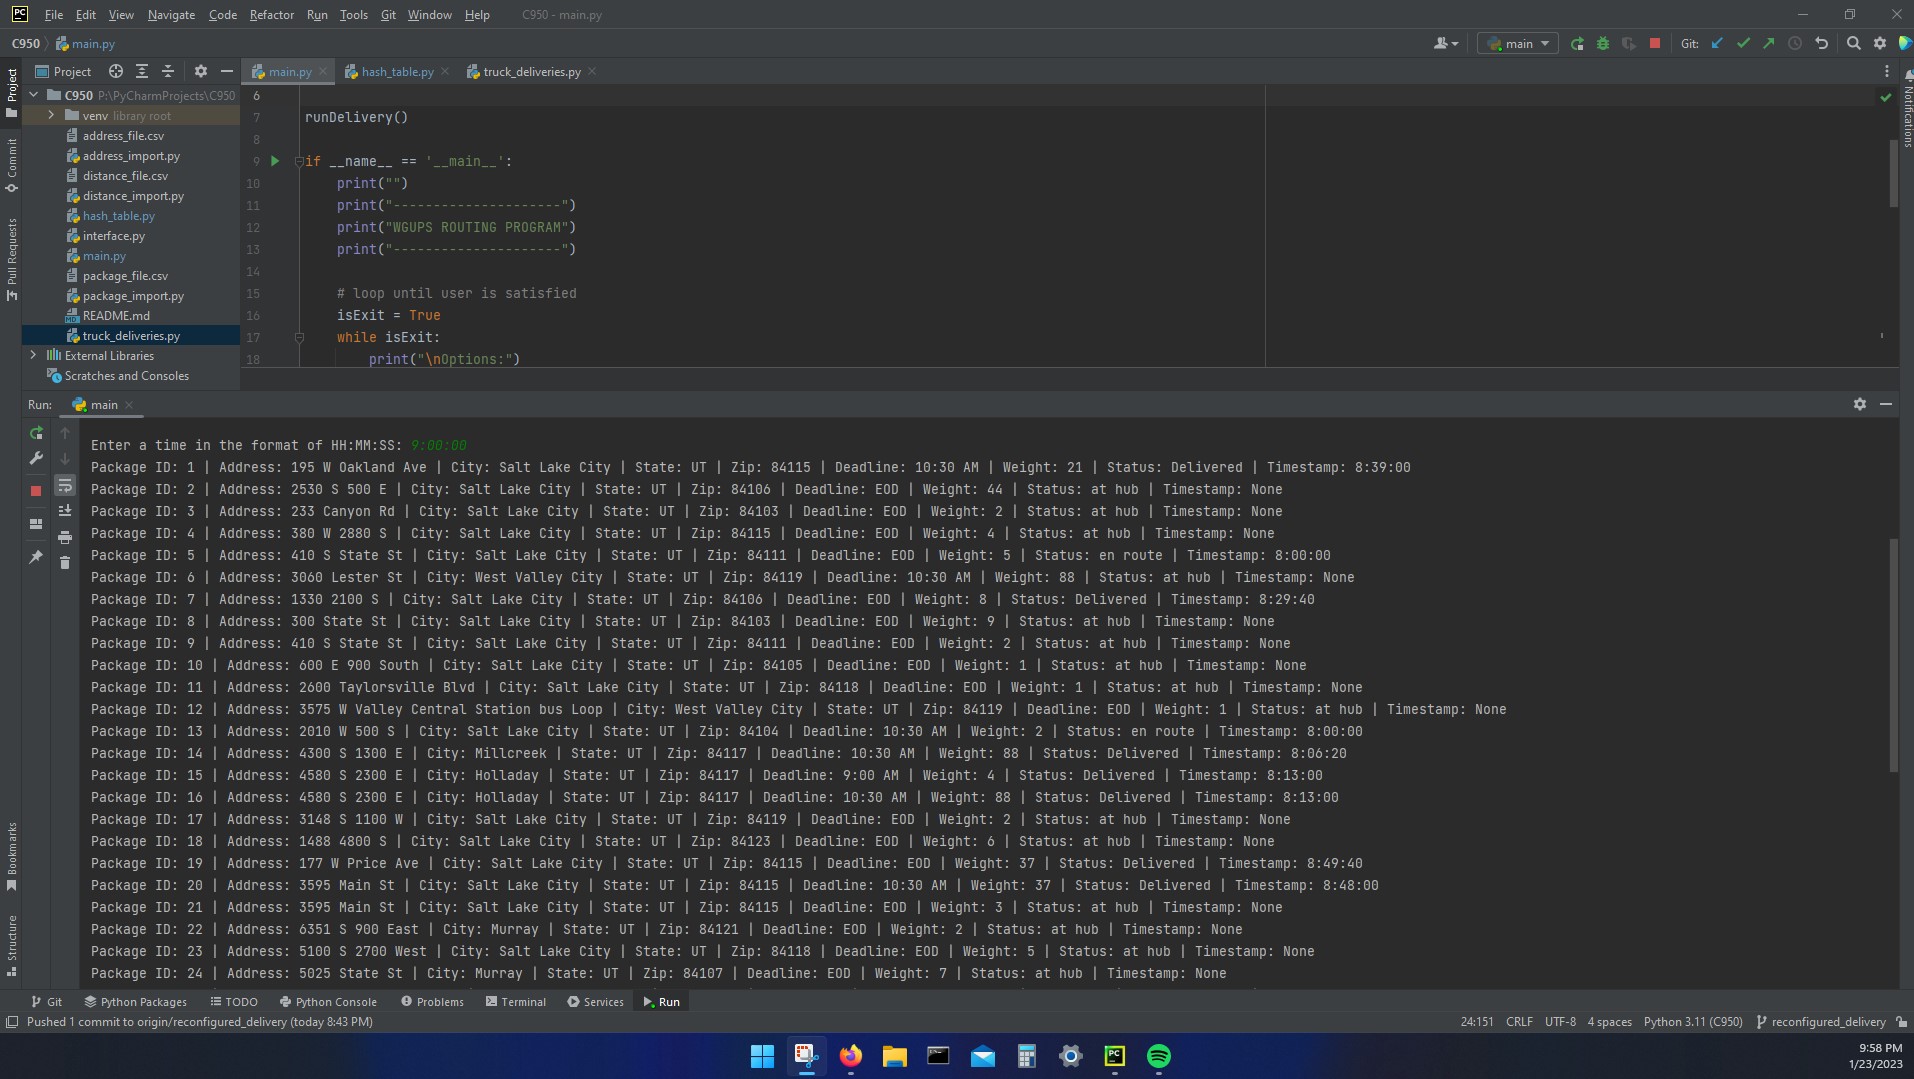 PC File Edit View Navigate Code Refactor Run Tools Git Window Help C950 - main.py
C950 main.py main Git:
Project main.py hash_table.py truck_deliveries.py
C950 P:\PyCharmProjects\C950
venv library root
address_file.csv
address_import.py
distance_file.csv
distance_import.py
hash_table.py
interface.py
main.py
package_file.csv
package_import.py
README.md
truck_deliveries.py
External Libraries
Scratches and Consoles
Project
Commit
Pull Requests
Bookmarks
Structure
Notifications
6
7 runDelivery()
8
9 if __name__ == '__main__':
10 print("")
11 print("---------------------")
12 print("WGUPS ROUTING PROGRAM")
13 print("---------------------")
14
15 # loop until user is satisfied
16 isExit = True
17 while isExit:
18 print("\nOptions:")
Run: main
Enter a time in the format of HH:MM:SS: 9:00:00
Package ID: 1 | Address: 195 W Oakland Ave | City: Salt Lake City | State: UT | Zip: 84115 | Deadline: 10:30 AM | Weight: 21 | Status: Delivered | Timestamp: 8:39:00
Package ID: 2 | Address: 2530 S 500 E | City: Salt Lake City | State: UT | Zip: 84106 | Deadline: EOD | Weight: 44 | Status: at hub | Timestamp: None
Package ID: 3 | Address: 233 Canyon Rd | City: Salt Lake City | State: UT | Zip: 84103 | Deadline: EOD | Weight: 2 | Status: at hub | Timestamp: None
Package ID: 4 | Address: 380 W 2880 S | City: Salt Lake City | State: UT | Zip: 84115 | Deadline: EOD | Weight: 4 | Status: at hub | Timestamp: None
Package ID: 5 | Address: 410 S State St | City: Salt Lake City | State: UT | Zip: 84111 | Deadline: EOD | Weight: 5 | Status: en route | Timestamp: 8:00:00
Package ID: 6 | Address: 3060 Lester St | City: West Valley City | State: UT | Zip: 84119 | Deadline: 10:30 AM | Weight: 88 | Status: at hub | Timestamp: None
Package ID: 7 | Address: 1330 2100 S | City: Salt Lake City | State: UT | Zip: 84106 | Deadline: EOD | Weight: 8 | Status: Delivered | Timestamp: 8:29:40
Package ID: 8 | Address: 300 State St | City: Salt Lake City | State: UT | Zip: 84103 | Deadline: EOD | Weight: 9 | Status: at hub | Timestamp: None
Package ID: 9 | Address: 410 S State St | City: Salt Lake City | State: UT | Zip: 84111 | Deadline: EOD | Weight: 2 | Status: at hub | Timestamp: None
Package ID: 10 | Address: 600 E 900 South | City: Salt Lake City | State: UT | Zip: 84105 | Deadline: EOD | Weight: 1 | Status: at hub | Timestamp: None
Package ID: 11 | Address: 2600 Taylorsville Blvd | City: Salt Lake City | State: UT | Zip: 84118 | Deadline: EOD | Weight: 1 | Status: at hub | Timestamp: None
Package ID: 12 | Address: 3575 W Valley Central Station bus Loop | City: West Valley City | State: UT | Zip: 84119 | Deadline: EOD | Weight: 1 | Status: at hub | Timestamp: None
Package ID: 13 | Address: 2010 W 500 S | City: Salt Lake City | State: UT | Zip: 84104 | Deadline: 10:30 AM | Weight: 2 | Status: en route | Timestamp: 8:00:00
Package ID: 14 | Address: 4300 S 1300 E | City: Millcreek | State: UT | Zip: 84117 | Deadline: 10:30 AM | Weight: 88 | Status: Delivered | Timestamp: 8:06:20
Package ID: 15 | Address: 4580 S 2300 E | City: Holladay | State: UT | Zip: 84117 | Deadline: 9:00 AM | Weight: 4 | Status: Delivered | Timestamp: 8:13:00
Package ID: 16 | Address: 4580 S 2300 E | City: Holladay | State: UT | Zip: 84117 | Deadline: 10:30 AM | Weight: 88 | Status: Delivered | Timestamp: 8:13:00
Package ID: 17 | Address: 3148 S 1100 W | City: Salt Lake City | State: UT | Zip: 84119 | Deadline: EOD | Weight: 2 | Status: at hub | Timestamp: None
Package ID: 18 | Address: 1488 4800 S | City: Salt Lake City | State: UT | Zip: 84123 | Deadline: EOD | Weight: 6 | Status: at hub | Timestamp: None
Package ID: 19 | Address: 177 W Price Ave | City: Salt Lake City | State: UT | Zip: 84115 | Deadline: EOD | Weight: 37 | Status: Delivered | Timestamp: 8:49:40
Package ID: 20 | Address: 3595 Main St | City: Salt Lake City | State: UT | Zip: 84115 | Deadline: 10:30 AM | Weight: 37 | Status: Delivered | Timestamp: 8:48:00
Package ID: 21 | Address: 3595 Main St | City: Salt Lake City | State: UT | Zip: 84115 | Deadline: EOD | Weight: 3 | Status: at hub | Timestamp: None
Package ID: 22 | Address: 6351 S 900 East | City: Murray | State: UT | Zip: 84121 | Deadline: EOD | Weight: 2 | Status: at hub | Timestamp: None
Package ID: 23 | Address: 5100 S 2700 West | City: Salt Lake City | State: UT | Zip: 84118 | Deadline: EOD | Weight: 5 | Status: at hub | Timestamp: None
Package ID: 24 | Address: 5025 State St | City: Murray | State: UT | Zip: 84107 | Deadline: EOD | Weight: 7 | Status: at hub | Timestamp: None
Git Python Packages TODO Python Console Problems Terminal Services Run
Pushed 1 commit to origin/reconfigured_delivery (today 8:43 PM) 24:151 CRLF UTF-8 4 spaces Python 3.11 (C950) reconfigured_delivery
PC
9:58 PM
1/23/2023